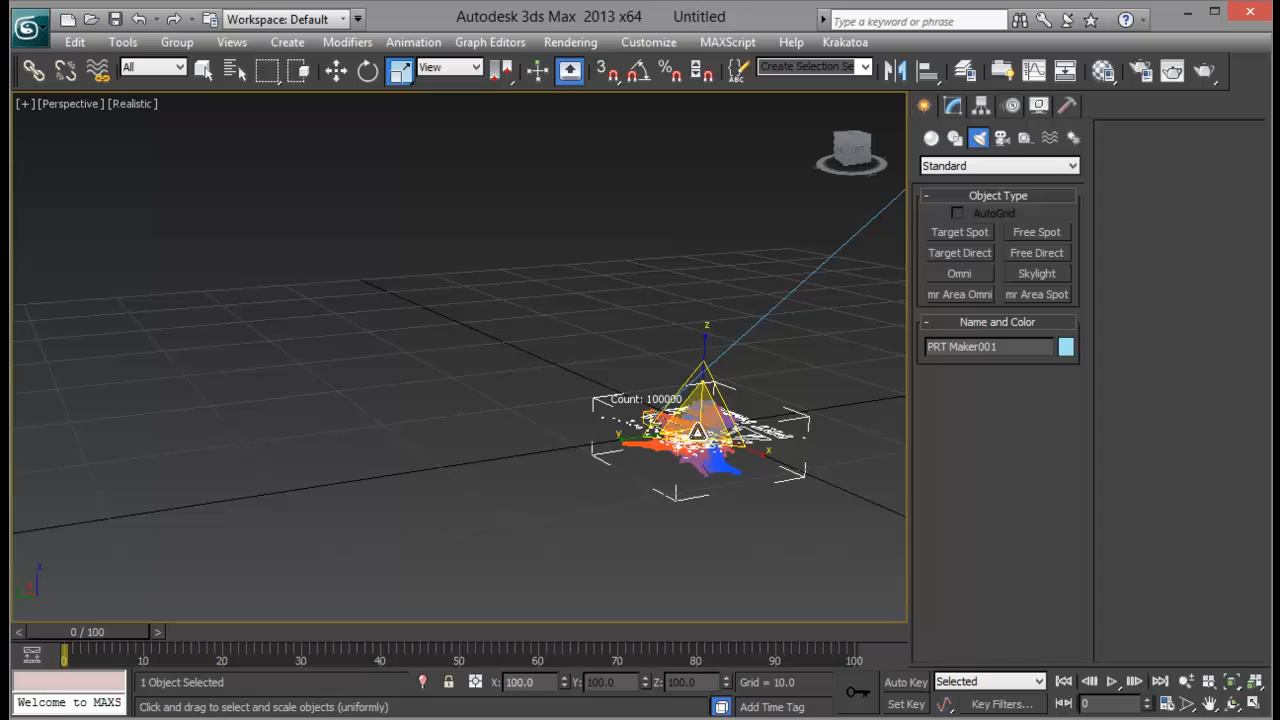 Workspace: Default
Autodesk 3ds Max 2013 x64 Untitled
Type a keyword or phrase
Edit Tools Group Views Create Modifiers Animation Graph Editors Rendering Customize MAXScript Help Krakatoa
All
View
3
%
Create Selection Se
[+] [Perspective] [Realistic]
Standard
- Object Type
AutoGrid
Target Spot Free Spot
Target Direct Free Direct
Omni Skylight
mr Area Omni mr Area Spot
- Name and Color
PRT Maker001
z
Count: 100000
y
x
z
< 0 / 100 >
0 10 20 30 40 50 60 70 80 90 100
1 Object Selected
X: 100.0 Y: 100.0 Z: 100.0
Grid = 10.0
Auto Key Selected
Welcome to MAXS
Click and drag to select and scale objects (uniformly)
Add Time Tag
Set Key Key Filters...
0